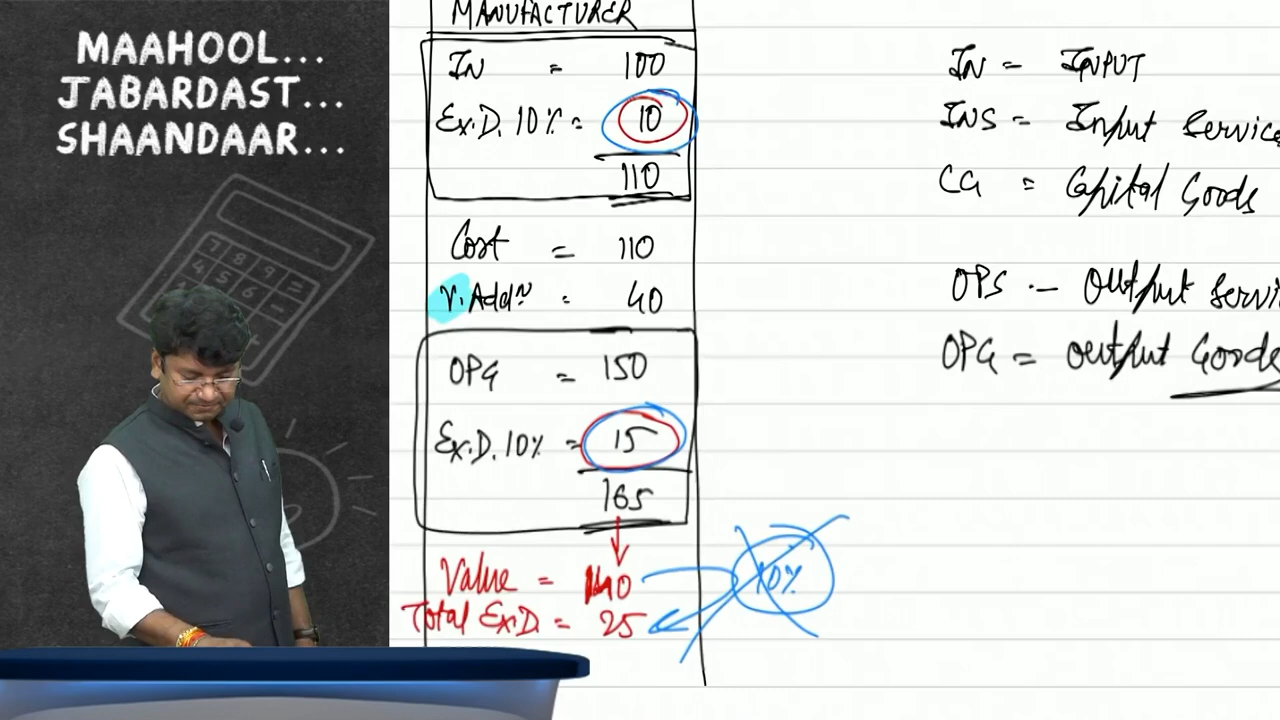 MAAHOOL...
JABARDAST...
SHAANDAAR...
MANUFACTURER
IN = 100
Ex.D. 10% = 10
110
Cost = 110
V. Addn = 40
OPG = 150
Ex.D. 10% = 15
165
Value = 140
Total Ex.D. = 25
10%
IN = INPUT
INS = Input Service
CG = Capital Goods
OPS - Output Servi
OPG = Output Goods